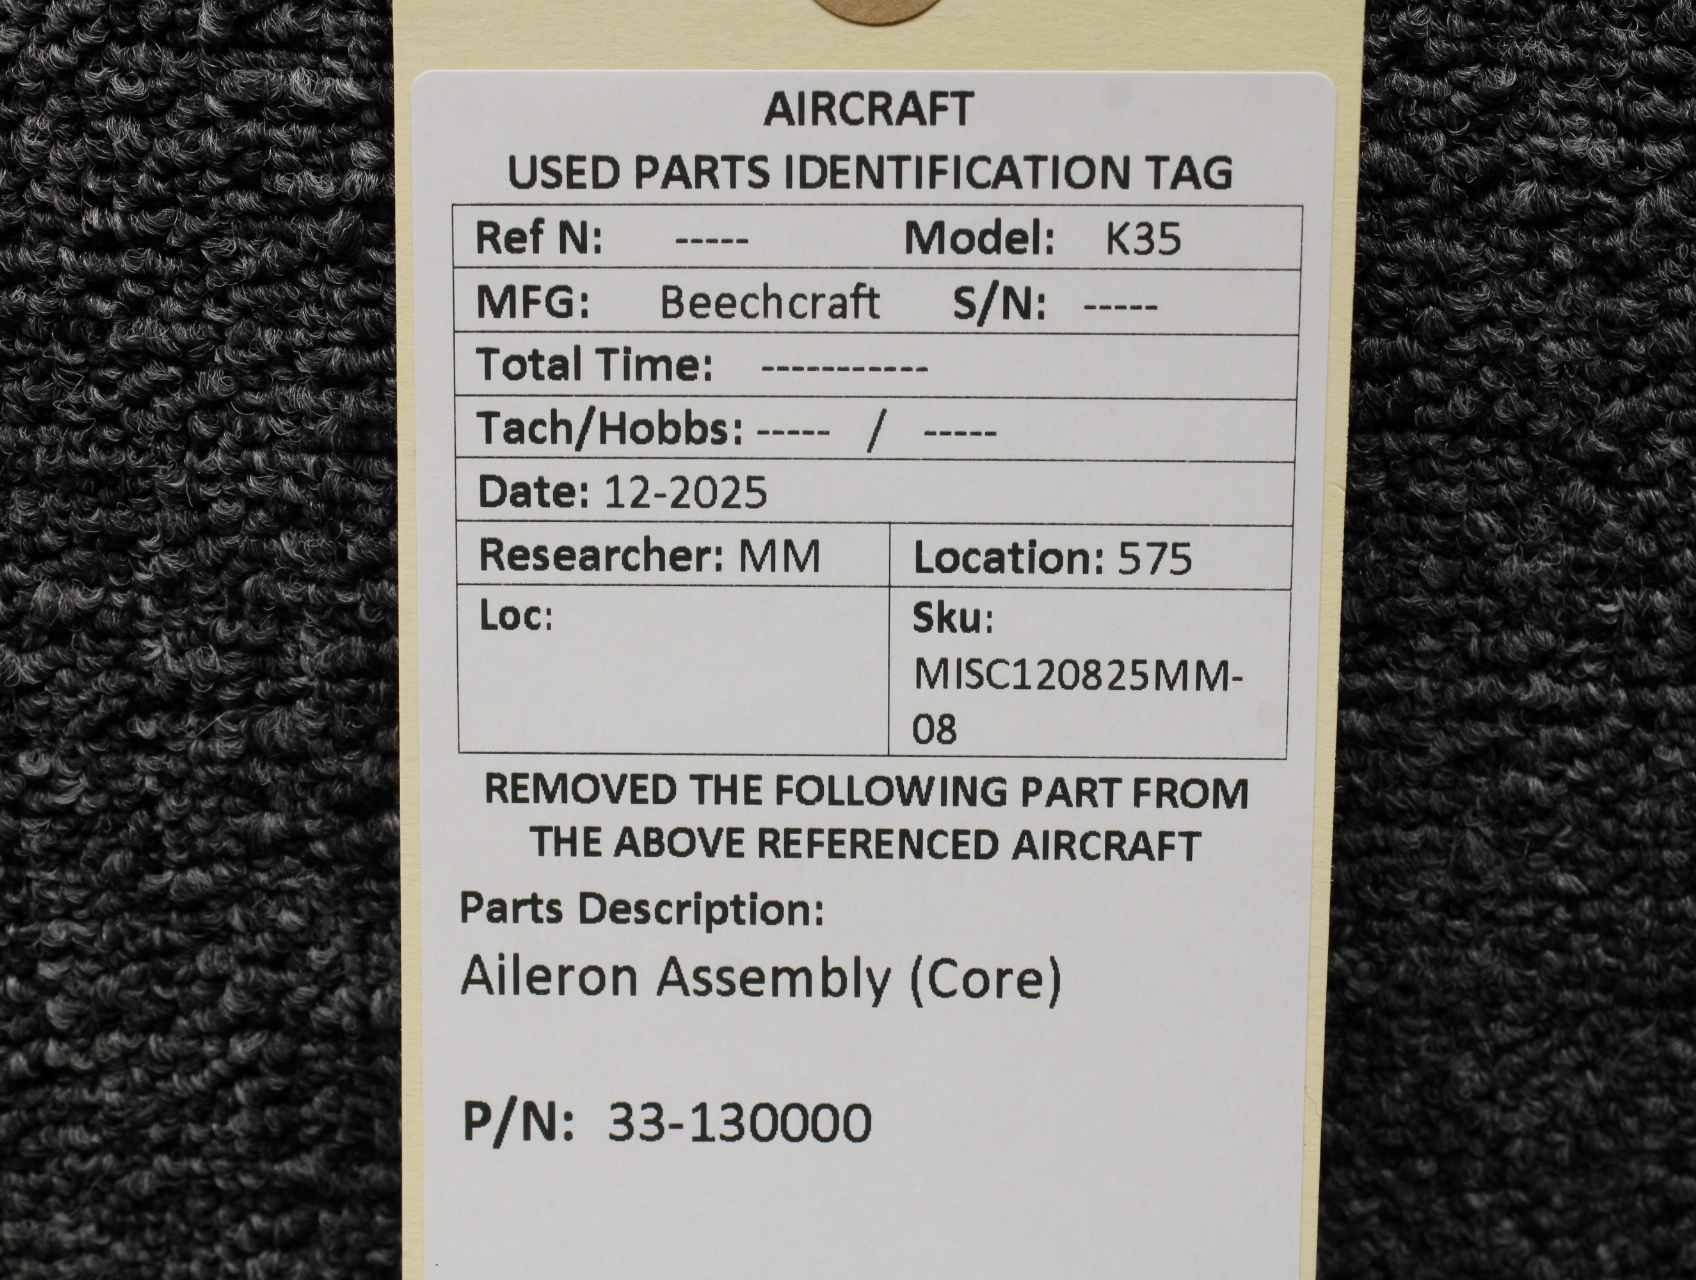 AIRCRAFT
USED PARTS IDENTIFICATION TAG
Ref N: ----- Model: K35
MFG: Beechcraft S/N: -----
Total Time: -----------
Tach/Hobbs: ----- / -----
Date: 12-2025
Researcher: MM Location: 575
Loc: Sku:
MISC120825MM-
08
REMOVED THE FOLLOWING PART FROM
THE ABOVE REFERENCED AIRCRAFT
Parts Description:
Aileron Assembly (Core)
P/N: 33-130000